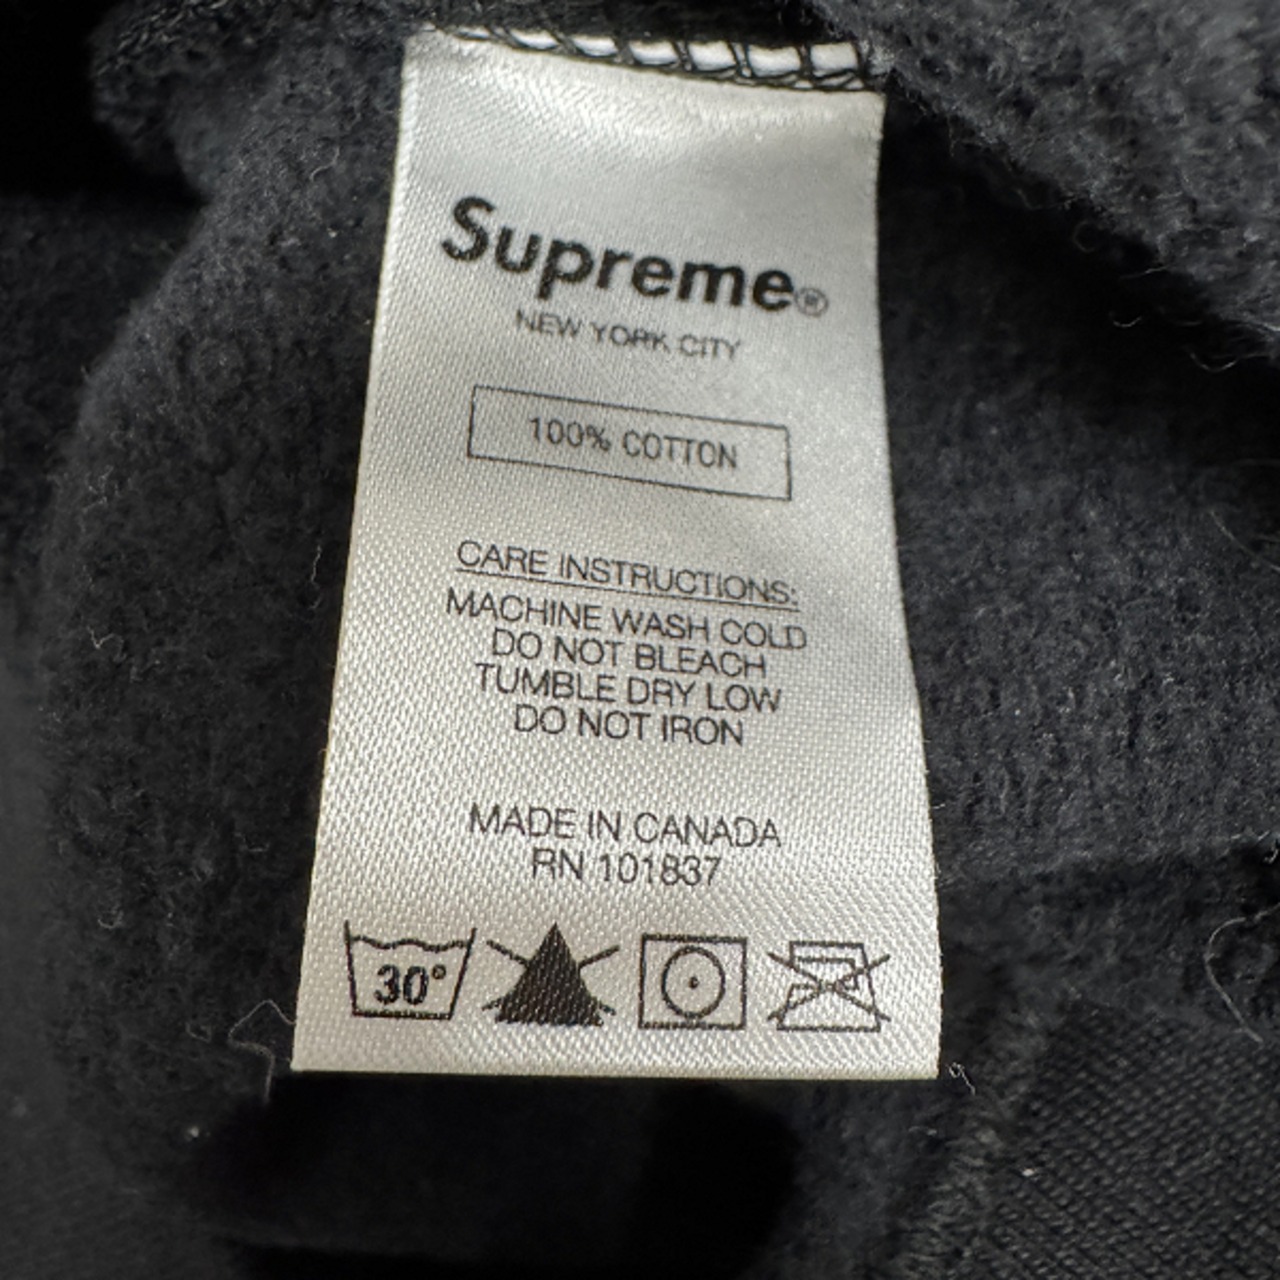 Supreme®
NEW YORK CITY
100% COTTON
CARE INSTRUCTIONS:
MACHINE WASH COLD
DO NOT BLEACH
TUMBLE DRY LOW
DO NOT IRON
MADE IN CANADA
RN 101837
30°